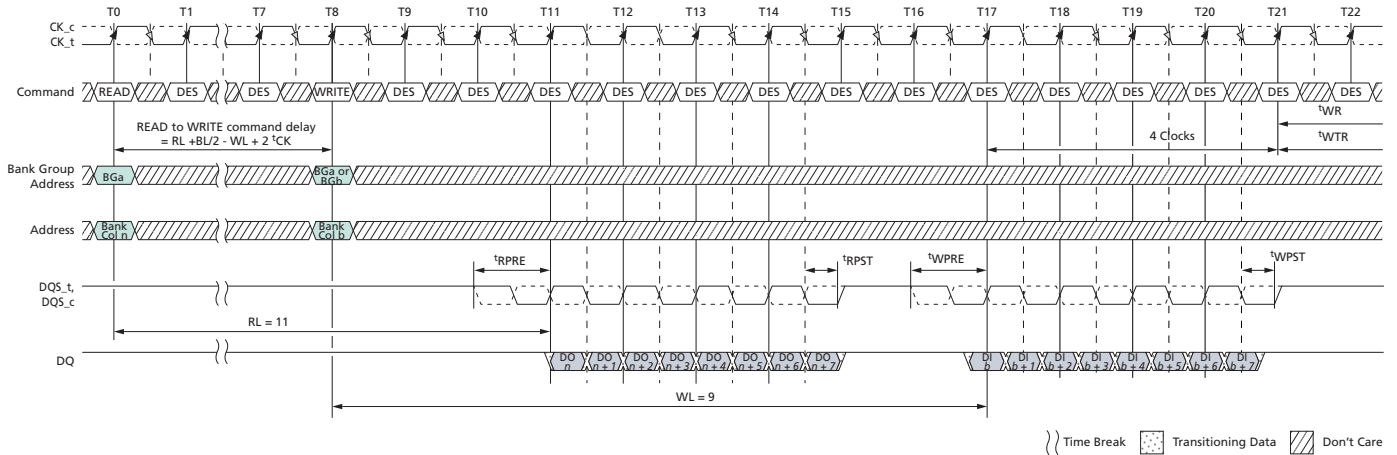 T0 T1 T7 T8 T9 T10 T11 T12 T13 T14 T15 T16 T17 T18 T19 T20 T21 T22
CK_c
CK_t
Command READ DES DES WRITE DES DES DES DES DES DES DES DES DES DES DES DES DES DES
tWR
READ to WRITE command delay
= RL +BL/2 - WL + 2 tCK
4 Clocks
tWTR
Bank Group
Address
BGa
BGa or
BGb
Address
Bank
Col n
Bank
Col b
tRPRE tRPST tWPRE tWPST
DQS_t,
DQS_c
RL = 11
DQ
DO
n
DO
n + 1
DO
n + 2
DO
n + 3
DO
n + 4
DO
n + 5
DO
n + 6
DO
n + 7
DI
b
DI
b + 1
DI
b + 2
DI
b + 3
DI
b + 4
DI
b + 5
DI
b + 6
DI
b + 7
WL = 9
Time Break Transitioning Data Don't Care